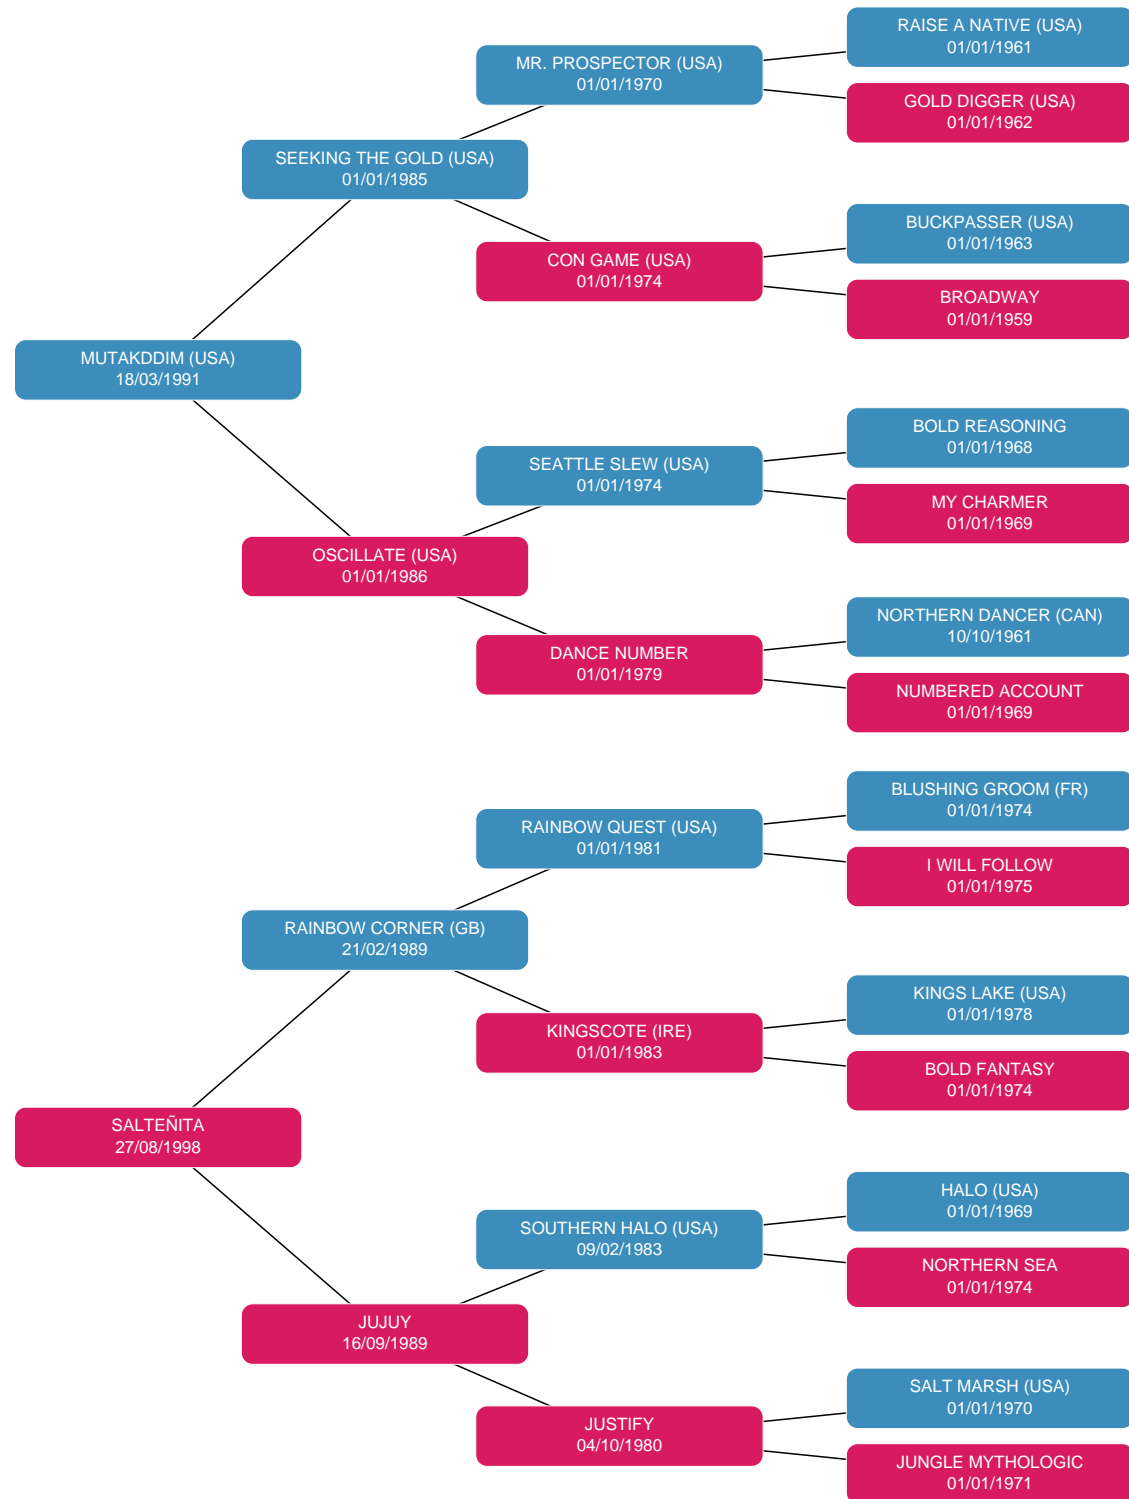 RAISE A NATIVE (USA)
01/01/1961
MR. PROSPECTOR (USA)
01/01/1970
GOLD DIGGER (USA)
01/01/1962
SEEKING THE GOLD (USA)
01/01/1985
BUCKPASSER (USA)
01/01/1963
CON GAME (USA)
01/01/1974
BROADWAY
01/01/1959
MUTAKDDIM (USA)
18/03/1991
BOLD REASONING
01/01/1968
SEATTLE SLEW (USA)
01/01/1974
MY CHARMER
01/01/1969
OSCILLATE (USA)
01/01/1986
NORTHERN DANCER (CAN)
10/10/1961
DANCE NUMBER
01/01/1979
NUMBERED ACCOUNT
01/01/1969
BLUSHING GROOM (FR)
01/01/1974
RAINBOW QUEST (USA)
01/01/1981
I WILL FOLLOW
01/01/1975
RAINBOW CORNER (GB)
21/02/1989
KINGS LAKE (USA)
01/01/1978
KINGSCOTE (IRE)
01/01/1983
BOLD FANTASY
01/01/1974
SALTEÑITA
27/08/1998
HALO (USA)
01/01/1969
SOUTHERN HALO (USA)
09/02/1983
NORTHERN SEA
01/01/1974
JUJUY
16/09/1989
SALT MARSH (USA)
01/01/1970
JUSTIFY
04/10/1980
JUNGLE MYTHOLOGIC
01/01/1971